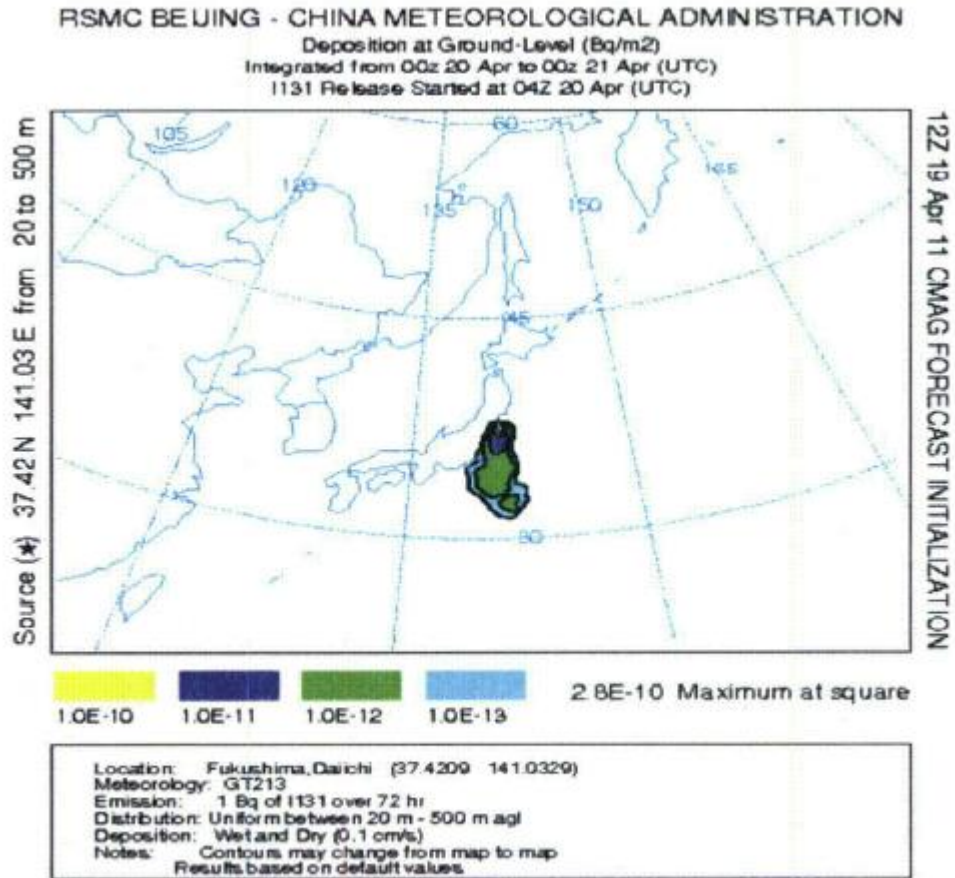 RSMC BEIJING - CHINA METEOROLOGICAL ADMINISTRATION
Deposition at Ground-Level (Bq/m2)
Integrated from 00z 20 Apr to 00z 21 Apr (UTC)
I131 Release Started at 04Z 20 Apr (UTC)
Source (★) 37.42 N 141.03 E from 20 to 500 m
12Z 19 Apr 11 CMAG FORECAST INITIALIZATION
105
60
165
120
135
150
45
30
1.0E-10
1.0E-11
1.0E-12
1.0E-13
2.8E-10 Maximum at square
Location: Fukushima, Daiichi (37.4209 141.0329)
Meteorology: GT213
Emission: 1 Bq of I131 over 72 hr
Distribution: Uniform between 20 m - 500 m agl
Deposition: Wet and Dry (0.1 cm/s)
Notes: Contours may change from map to map
Results based on default values